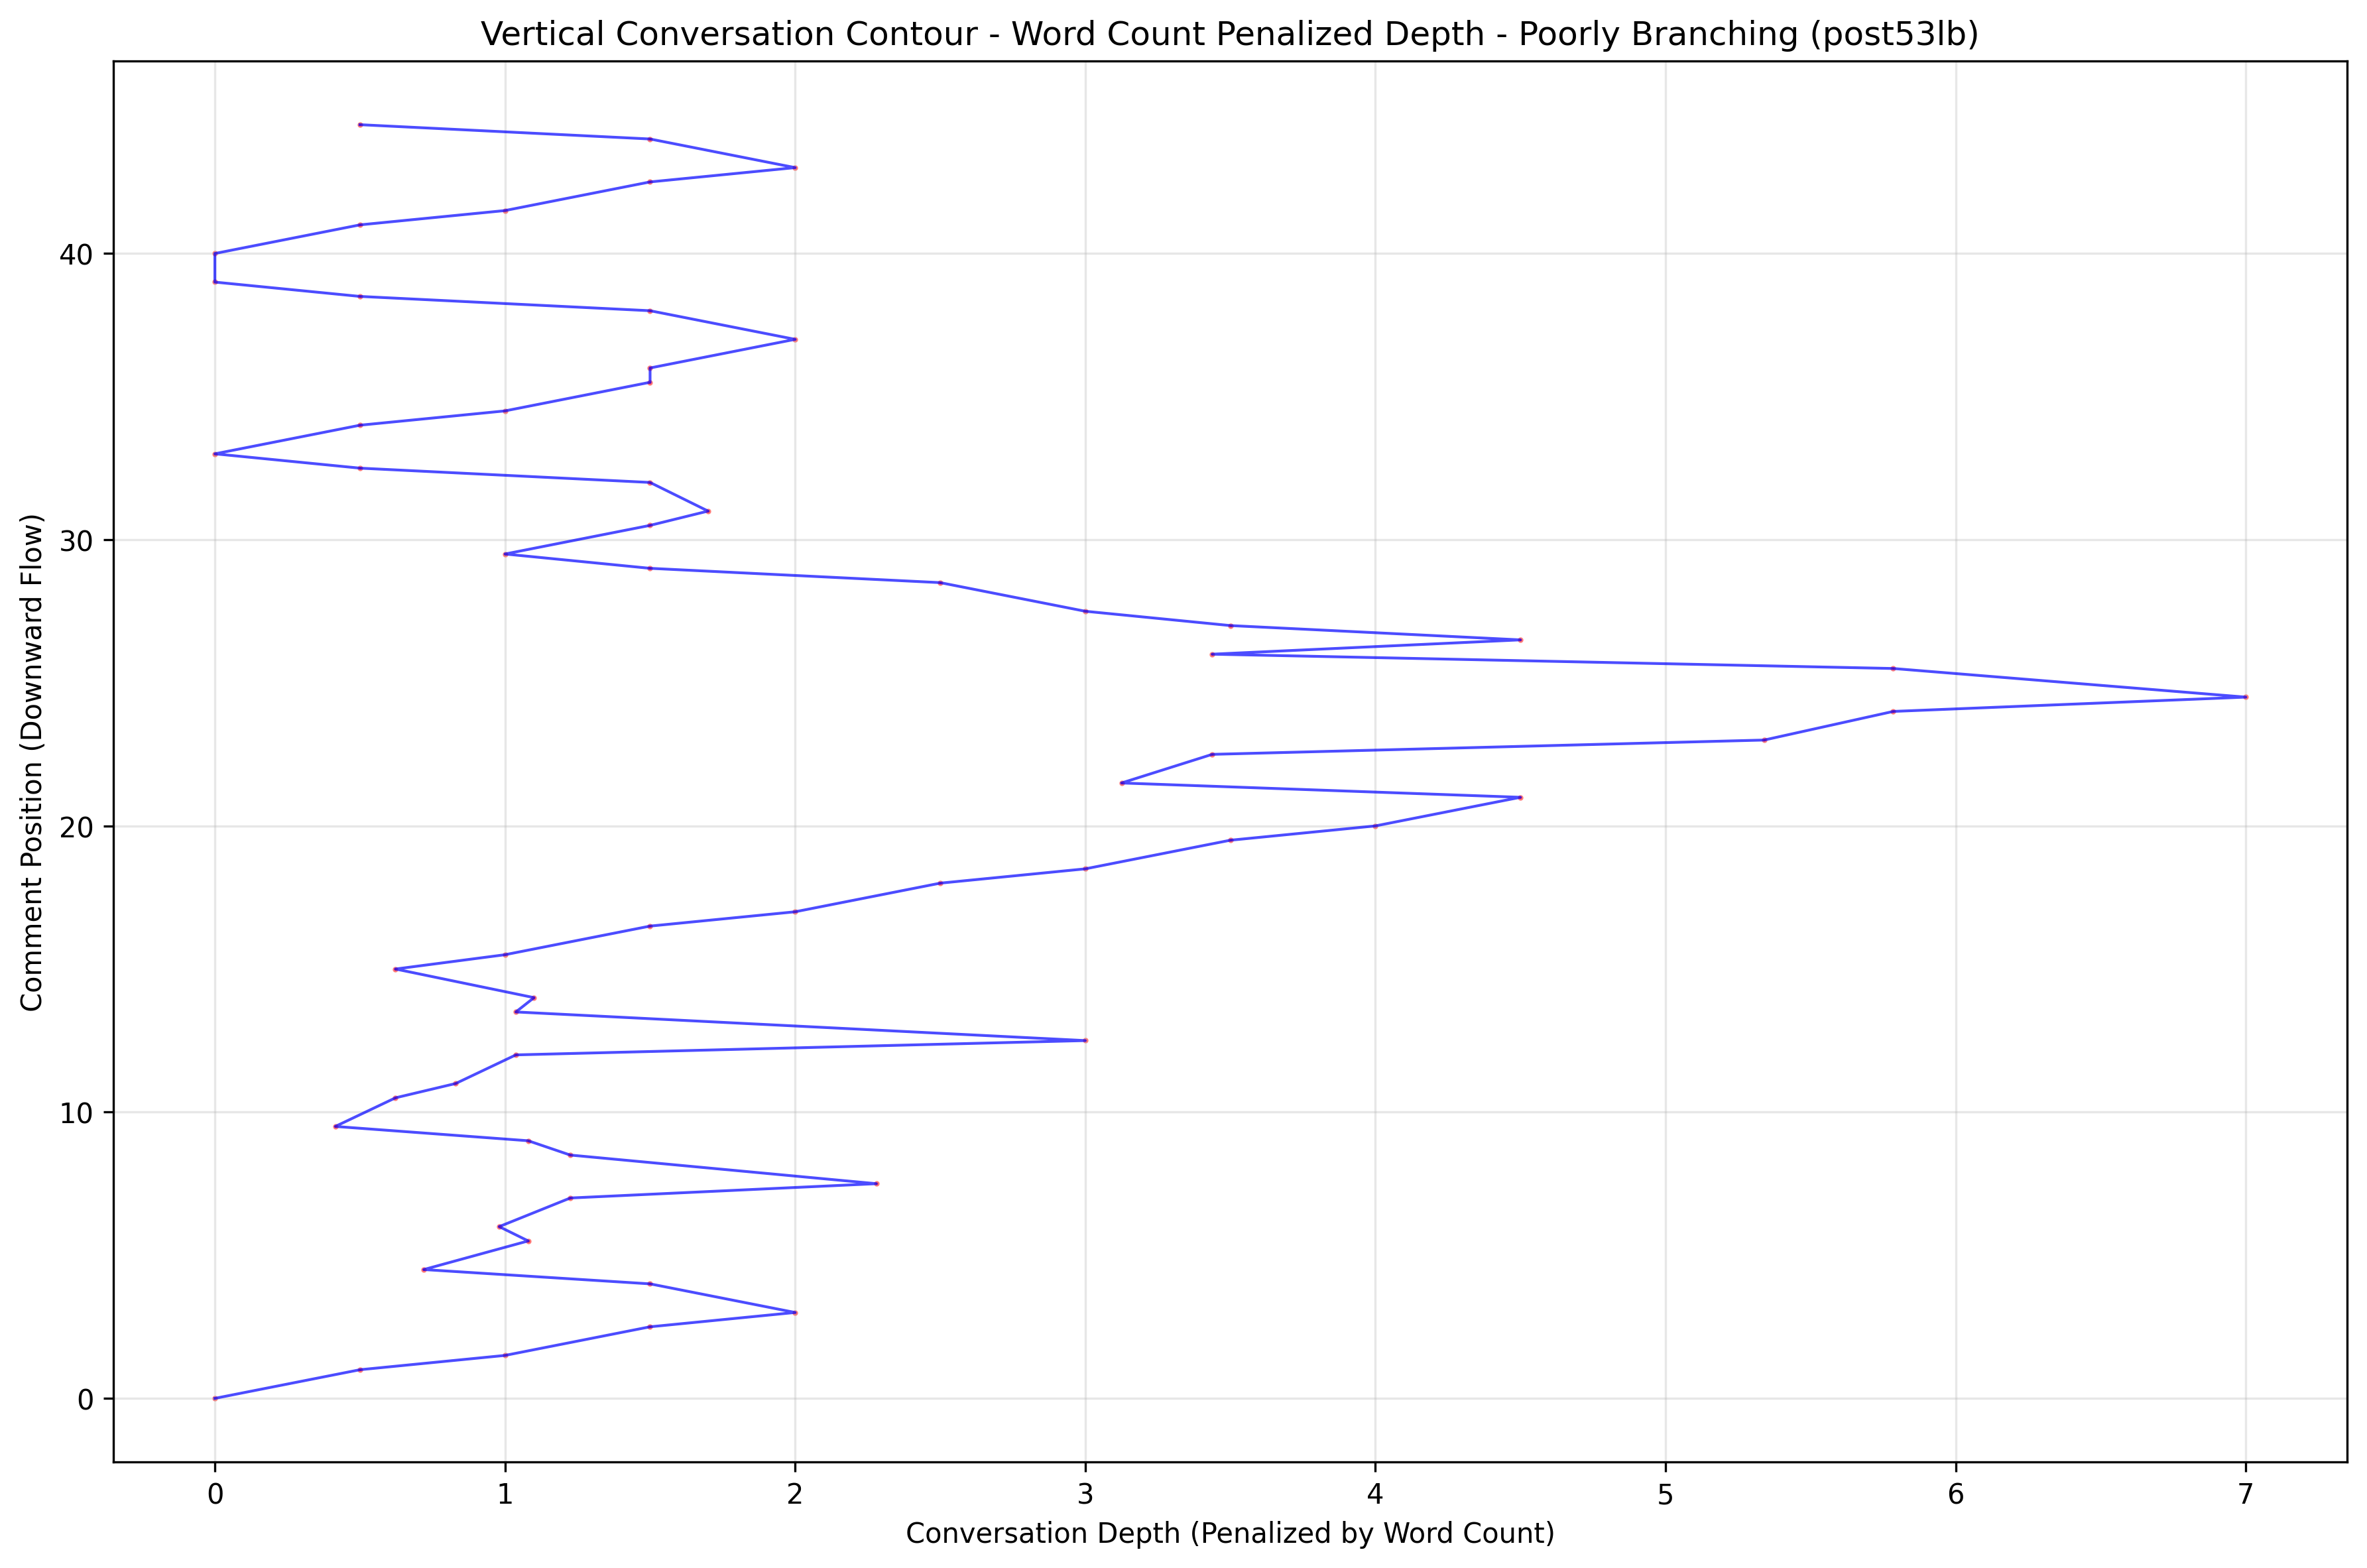 Vertical Conversation Contour - Word Count Penalized Depth - Poorly Branching (post53lb)
Comment Position (Downward Flow)
40
30
20
10
0
0 1 2 3 4 5 6 7
Conversation Depth (Penalized by Word Count)